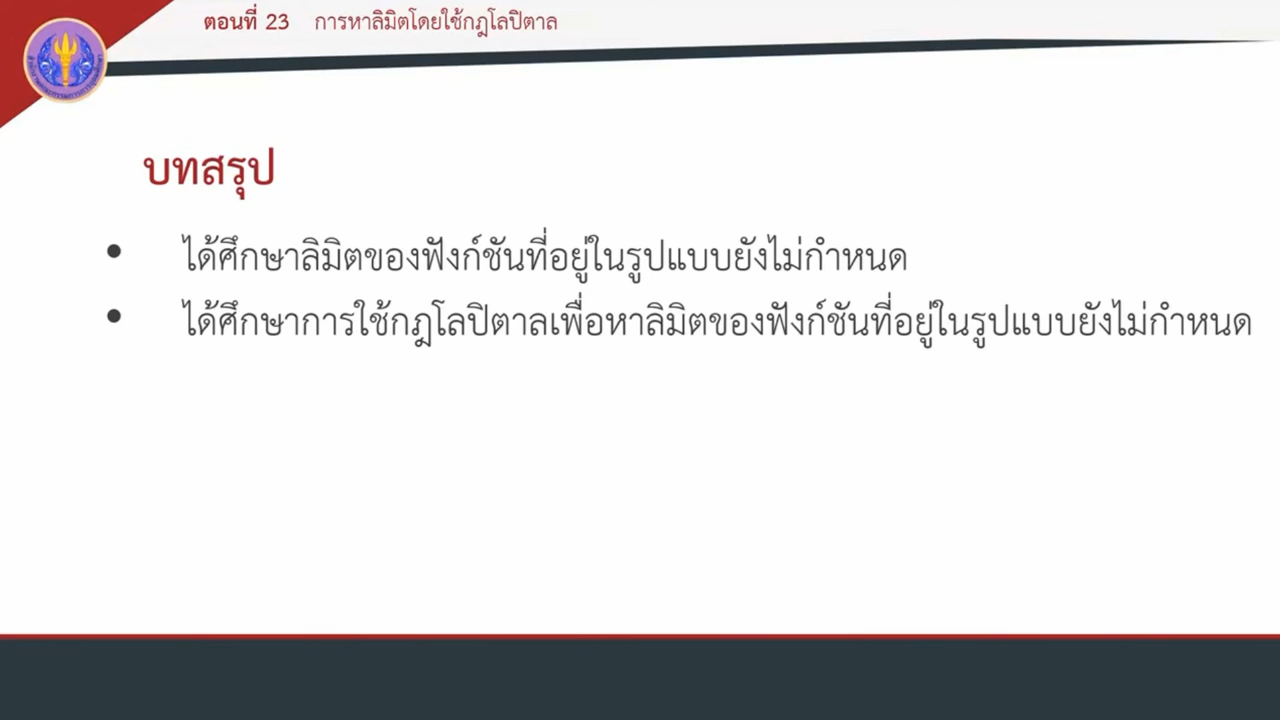 ตอนที่ 23 การหาลิมิตโดยใช้กฎโลปิตาล
บทสรุป
• ได้ศึกษาลิมิตของฟังก์ชันที่อยู่ในรูปแบบยังไม่กำหนด
• ได้ศึกษาการใช้กฎโลปิตาลเพื่อหาลิมิตของฟังก์ชันที่อยู่ในรูปแบบยังไม่กำหนด